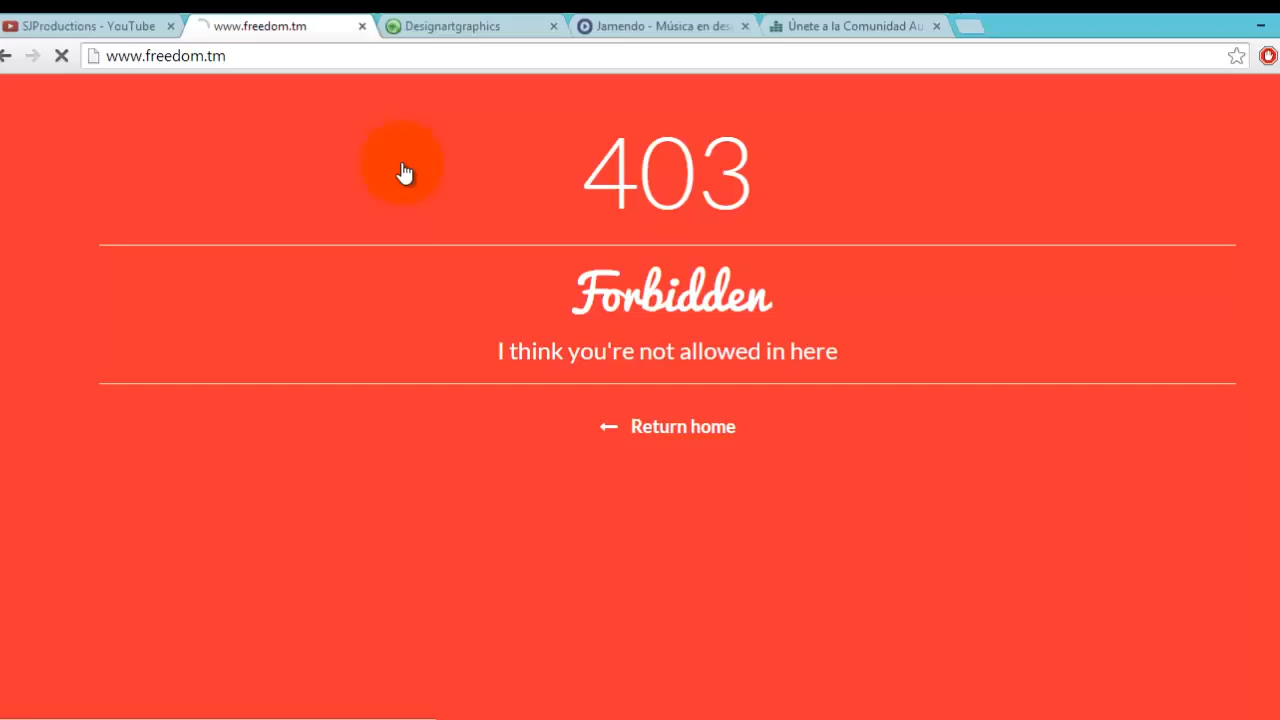 SJProductions - YouTube
www.freedom.tm
Designartgraphics
Jamendo - Música en des
Únete a la Comunidad Au
www.freedom.tm
403
Forbidden
I think you're not allowed in here
Return home